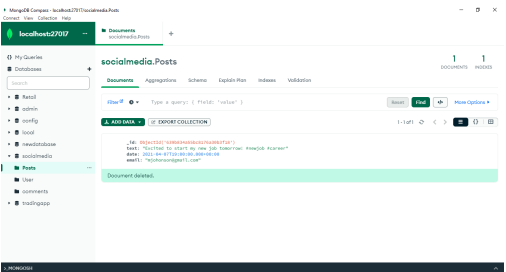 MongoDB Compass - localhost:27017/socialmedia.Posts
Connect View Collection Help
localhost:27017
Documents
socialmedia.Posts
My Queries
Databases
Search
Retail
admin
config
local
newdatabase
socialmedia
Posts
User
comments
tradingapp
socialmedia.Posts
1
DOCUMENTS
1
INDEXES
Documents Aggregations Schema Explain Plan Indexes Validation
Filter Type a query: { field: 'value' }
Reset Find More Options
ADD DATA EXPORT COLLECTION
1 - 1 of 1
text: "Excited to start my new job tomorrow! #newjob #career"
Document deleted.
>_MONGOSH